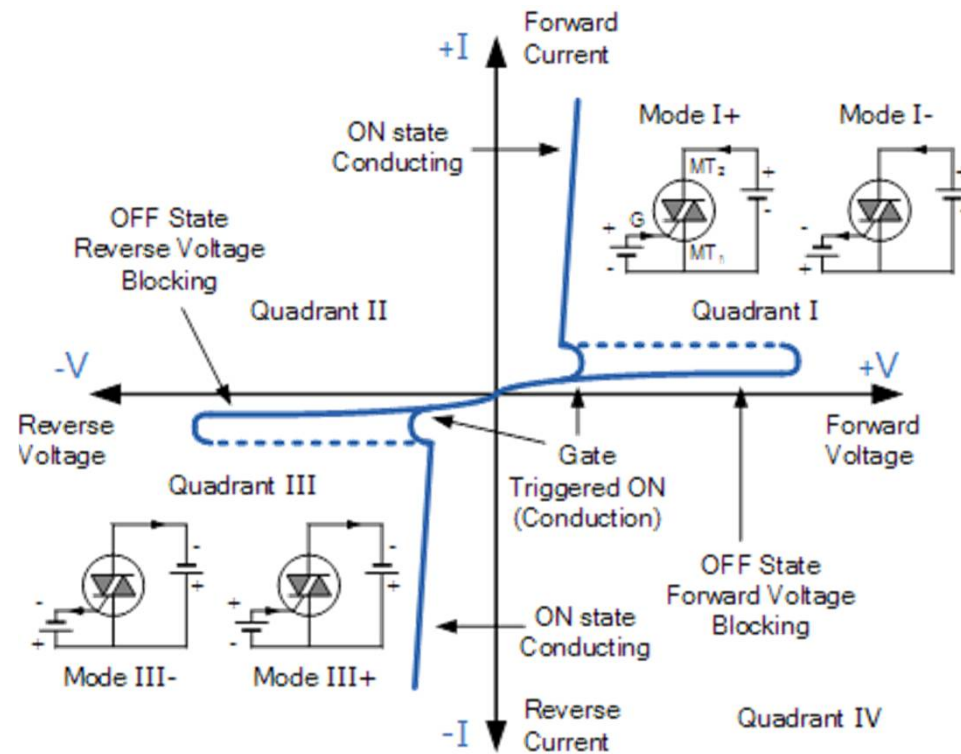 +I
Forward
Current
ON state
Conducting
Mode I+
Mode I-
MT₂
+
-
G
+
-
MT₁
+
-
-
+
OFF State
Reverse Voltage
Blocking
Quadrant II
Quadrant I
-V
+V
Reverse
Voltage
Forward
Voltage
Gate
Triggered ON
(Conduction)
Quadrant III
OFF State
Forward Voltage
Blocking
-
+
-
+
-
+
+
-
ON state
Conducting
Mode III-
Mode III+
-I
Reverse
Current
Quadrant IV